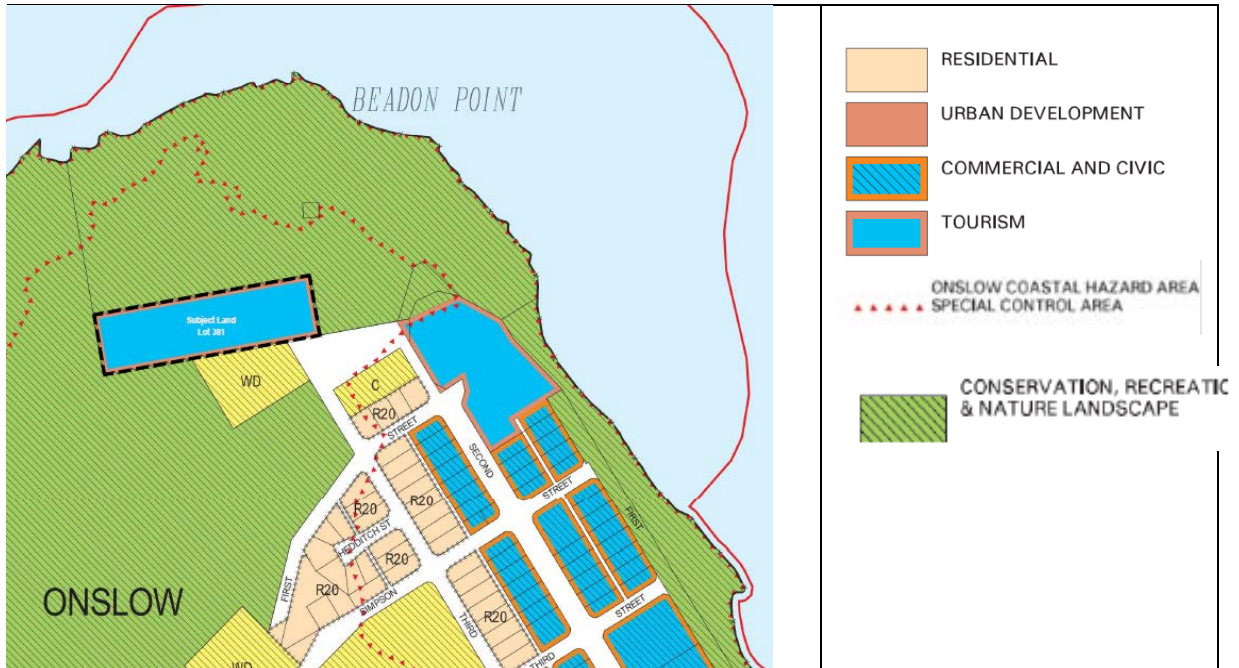 BEADON POINT
Subject Land
Lot 381
WD
C
R20
STREET
SECOND
R20
STREET
FIRST
R20
HEDDITCH ST
R20
R20
FIRST
SIMPSON
ONSLOW
THIRD
R20
STREET
THIRD
WD
RESIDENTIAL
URBAN DEVELOPMENT
COMMERCIAL AND CIVIC
TOURISM
ONSLOW COASTAL HAZARD AREA
SPECIAL CONTROL AREA
CONSERVATION, RECREATIC
& NATURE LANDSCAPE